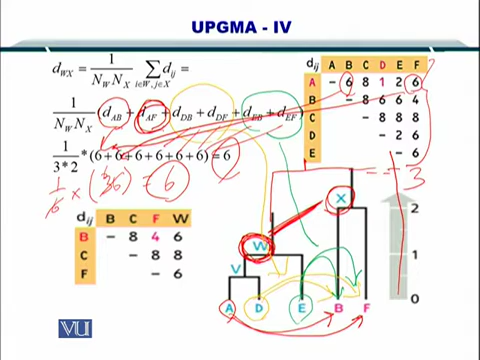 UPGMA - IV
d_WX = 1/(N_W N_X) ∑_{i∈W, j∈X} d_ij =
1/(N_W N_X) (d_AB + d_AF + d_DB + d_DF + d_EB + d_EF)
1/(3*2) *(6+6+6+6+6+6) = 6
1/6 × (36) = 6
d_ij A B C D E F
A - 6 8 1 2 6
B - 8 6 6 4
C - 8 8 8
D - 2 6
E - 6
d_ij B C F W
B - 8 4 6
C - 8 8
F - 6
3
2
1
0
X
W
V
A D E B F
VU